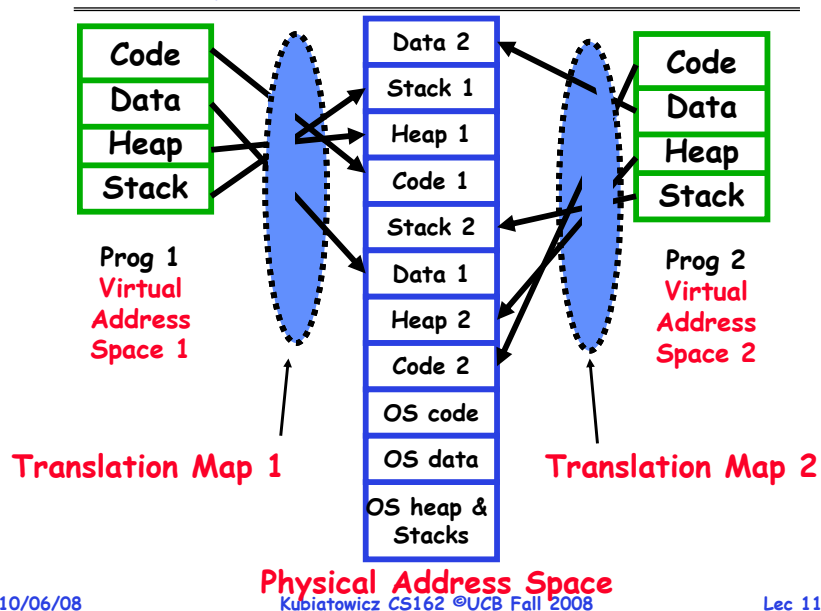 Code
Data
Heap
Stack
Prog 1
Virtual
Address
Space 1
Data 2
Stack 1
Heap 1
Code 1
Stack 2
Data 1
Heap 2
Code 2
OS code
OS data
OS heap &
Stacks
Code
Data
Heap
Stack
Prog 2
Virtual
Address
Space 2
Translation Map 1
Translation Map 2
Physical Address Space
10/06/08
Kubiatowicz CS162 ©UCB Fall 2008
Lec 11